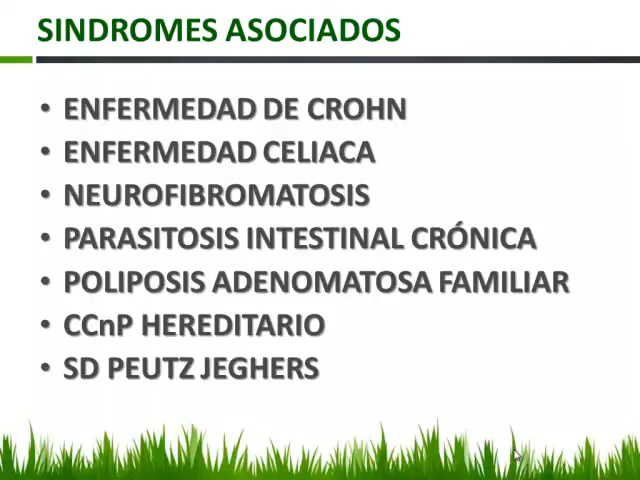 SINDROMES ASOCIADOS
• ENFERMEDAD DE CROHN
• ENFERMEDAD CELIACA
• NEUROFIBROMATOSIS
• PARASITOSIS INTESTINAL CRÓNICA
• POLIPOSIS ADENOMATOSA FAMILIAR
• CCnP HEREDITARIO
• SD PEUTZ JEGHERS